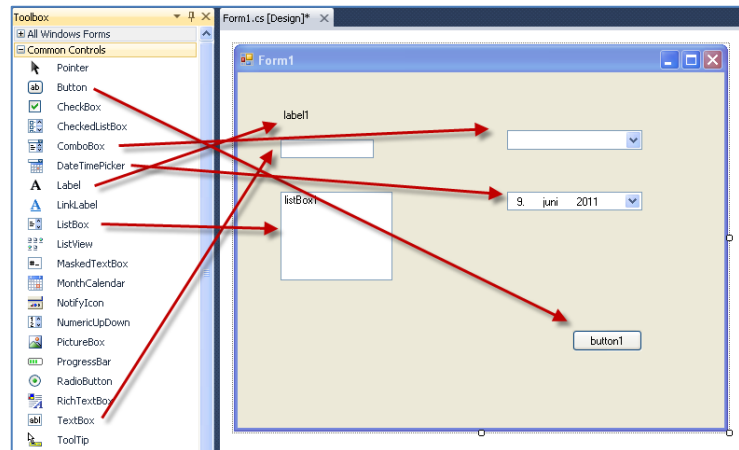 Toolbox
All Windows Forms
Common Controls
Pointer
Button
CheckBox
CheckedListBox
ComboBox
DateTimePicker
Label
LinkLabel
ListBox
ListView
MaskedTextBox
MonthCalendar
NotifyIcon
NumericUpDown
PictureBox
ProgressBar
RadioButton
RichTextBox
TextBox
ToolTip
Form1.cs [Design]*
Form1
label1
listBox1
9. juni 2011
button1